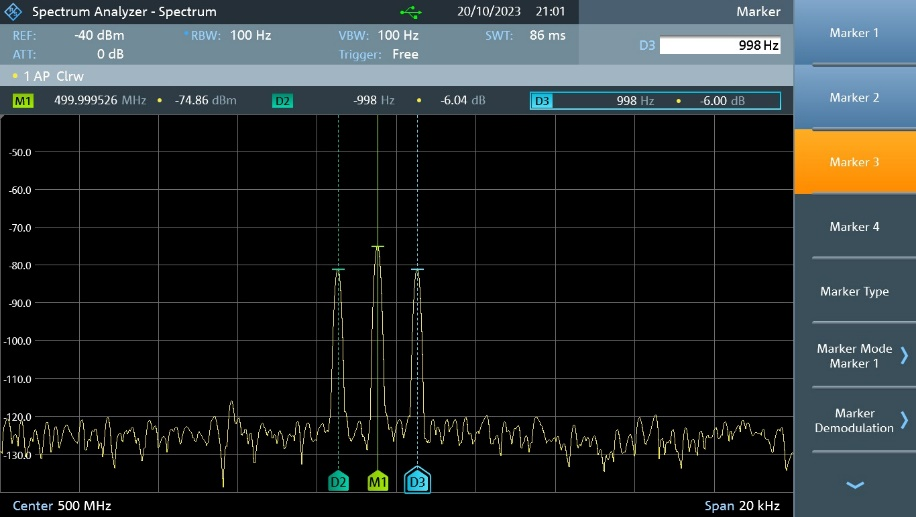 Spectrum Analyzer - Spectrum 20/10/2023 21:01 Marker
REF: -40 dBm RBW: 100 Hz VBW: 100 Hz SWT: 86 ms
ATT: 0 dB Trigger: Free
D3 998 Hz
1 AP Clrw
M1 499.999526 MHz • -74.86 dBm D2 -998 Hz • -6.04 dB D3 998 Hz • -6.00 dB
-50.0
-60.0
-70.0
-80.0
-90.0
-100.0
-110.0
-120.0
-130.0
D2 M1 D3
Center 500 MHz Span 20 kHz
Marker 1
Marker 2
Marker 3
Marker 4
Marker Type
Marker Mode
Marker 1
Marker
Demodulation